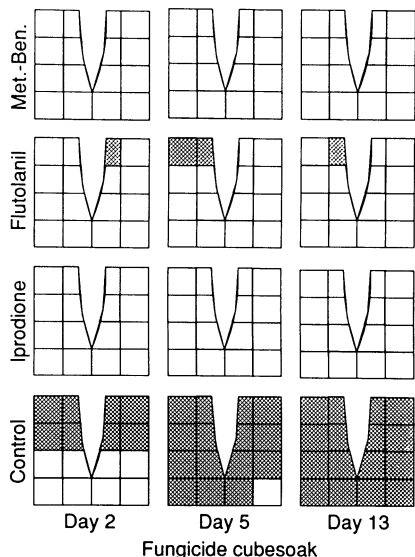 Met.-Ben.
Flutolanil
Iprodione
Control
Day 2 Day 5 Day 13
Fungicide cubesoak